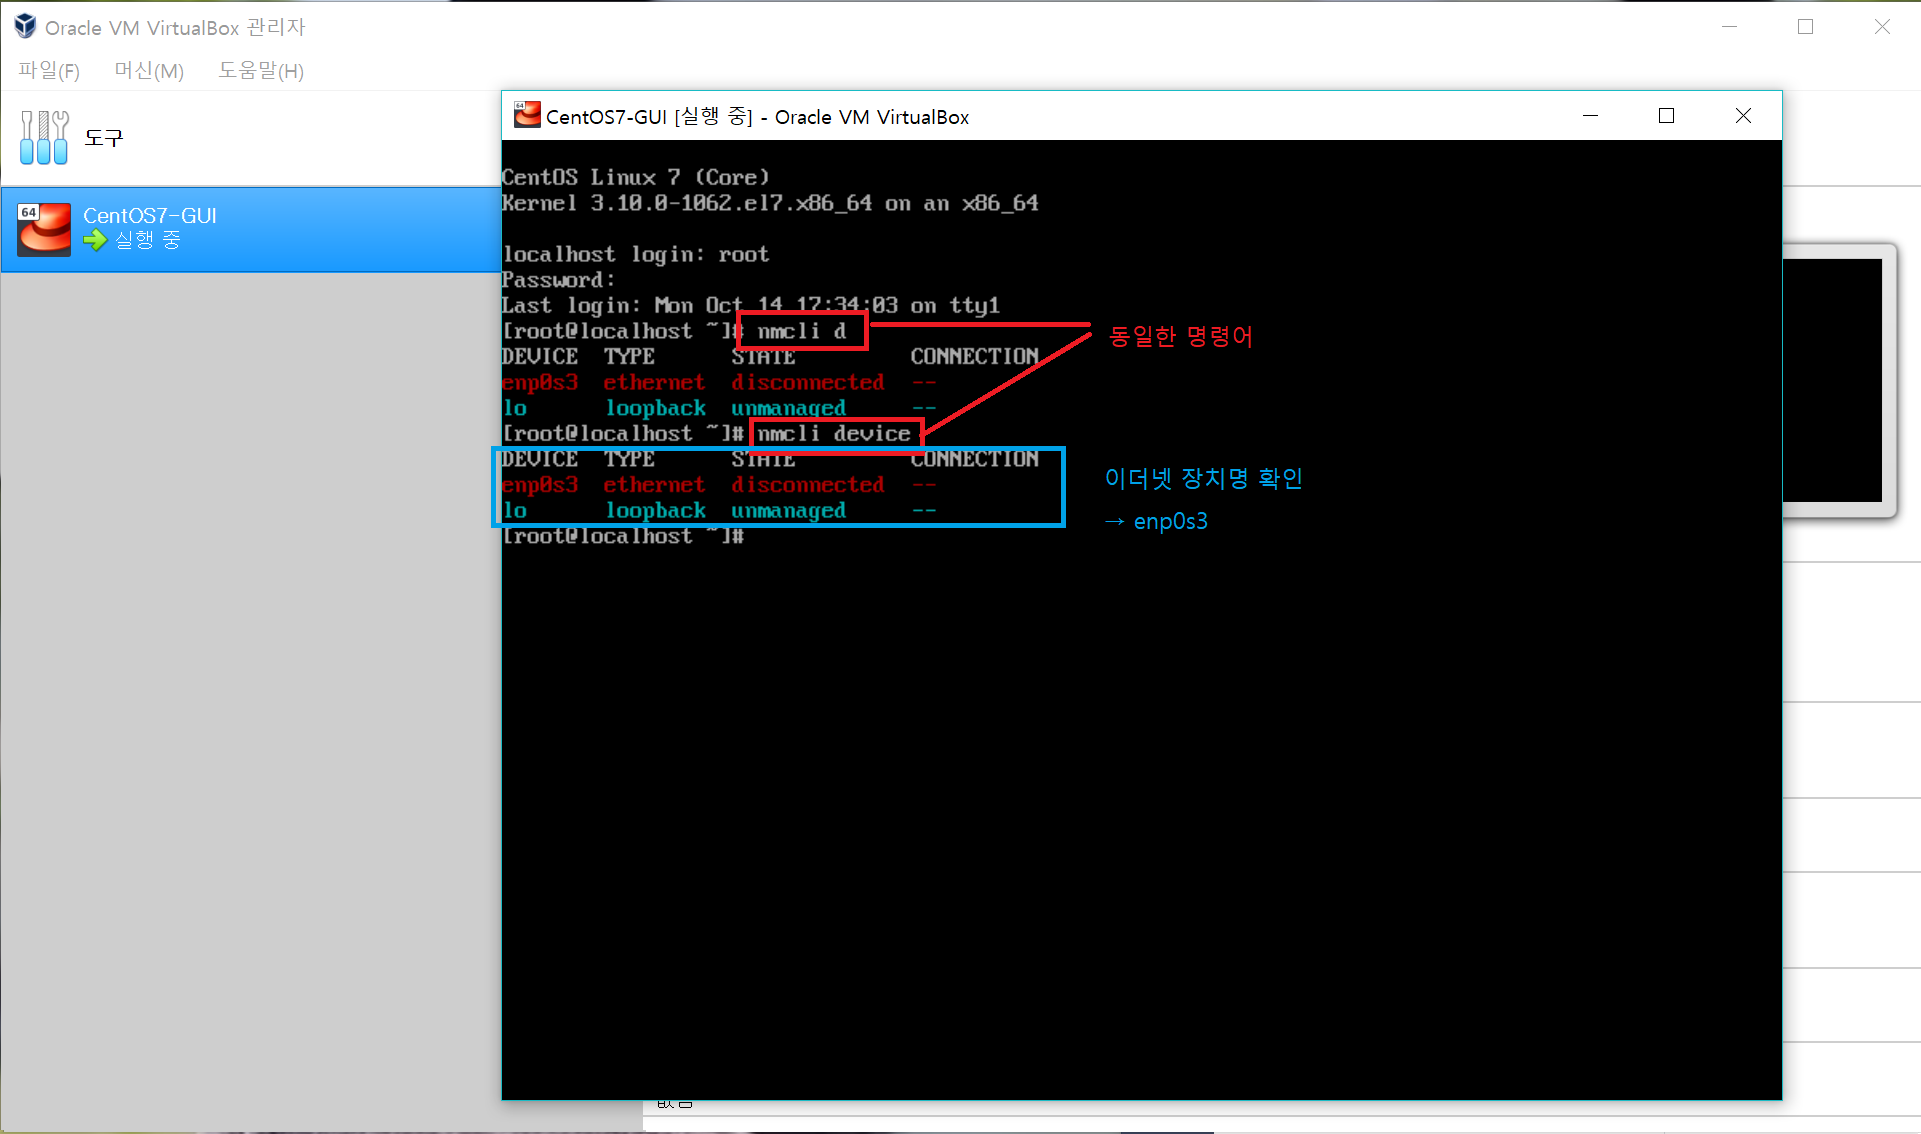 Oracle VM VirtualBox 관리자
파일(F) 머신(M) 도움말(H)
도구
64
CentOS7-GUI
실행 중
64
CentOS7-GUI [실행 중] - Oracle VM VirtualBox
CentOS Linux 7 (Core)
Kernel 3.10.0-1062.el7.x86_64 on an x86_64
localhost login: root
Password:
Last login: Mon Oct 14 17:34:03 on tty1
[root@localhost ~]# nmcli d
DEVICE TYPE STATE CONNECTION
enp0s3 ethernet disconnected --
lo loopback unmanaged --
[root@localhost ~]# nmcli device
DEVICE TYPE STATE CONNECTION
enp0s3 ethernet disconnected --
lo loopback unmanaged --
[root@localhost ~]#
동일한 명령어
이더넷 장치명 확인
→ enp0s3